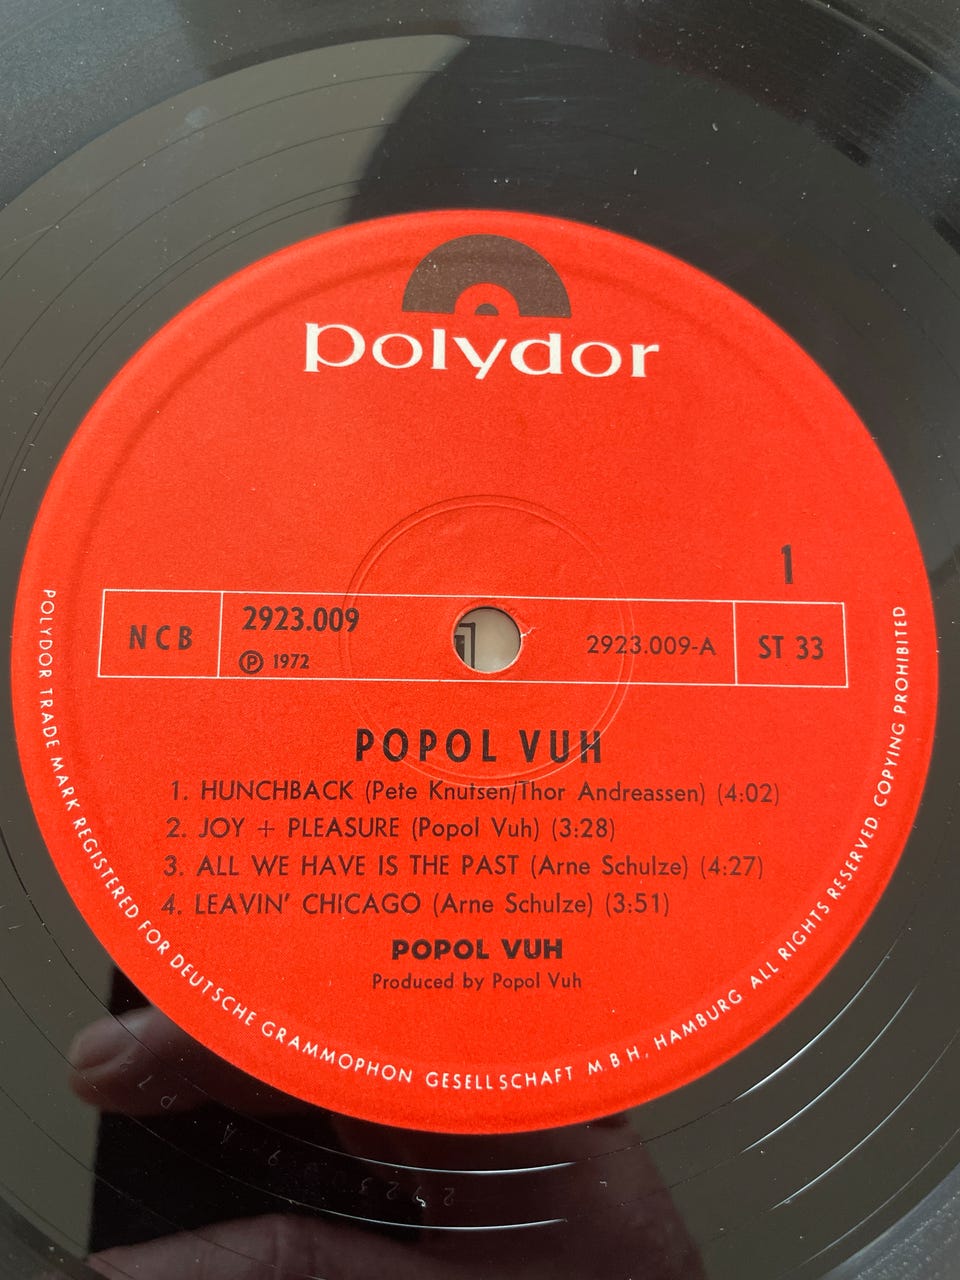 polydor
1
NCB
2923.009
℗ 1972
2923.009-A
ST 33
POPOL VUH
1. HUNCHBACK (Pete Knutsen/Thor Andreassen) (4:02)
2. JOY + PLEASURE (Popol Vuh) (3:28)
3. ALL WE HAVE IS THE PAST (Arne Schulze) (4:27)
4. LEAVIN' CHICAGO (Arne Schulze) (3:51)
POPOL VUH
Produced by Popol Vuh
POLYDOR TRADE MARK REGISTERED FOR DEUTSCHE GRAMMOPHON GESELLSCHAFT M.B.H. HAMBURG ALL RIGHTS RESERVED. COPYING PROHIBITED